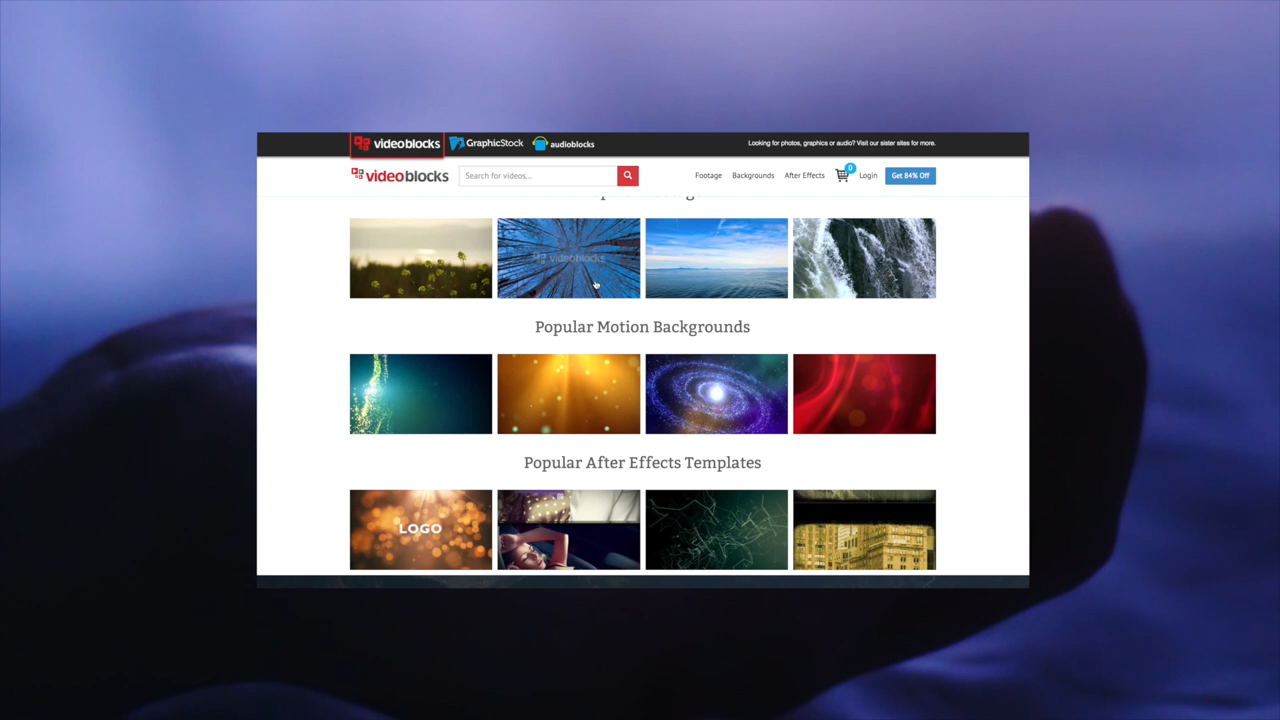 videoblocks GraphicStock audioblocks Looking for photos, graphics or audio? Visit our sister sites for more.
videoblocks Search for videos... Footage Backgrounds After Effects 0 Login Get 84% Off
videoblocks
Popular Motion Backgrounds
Popular After Effects Templates
LOGO